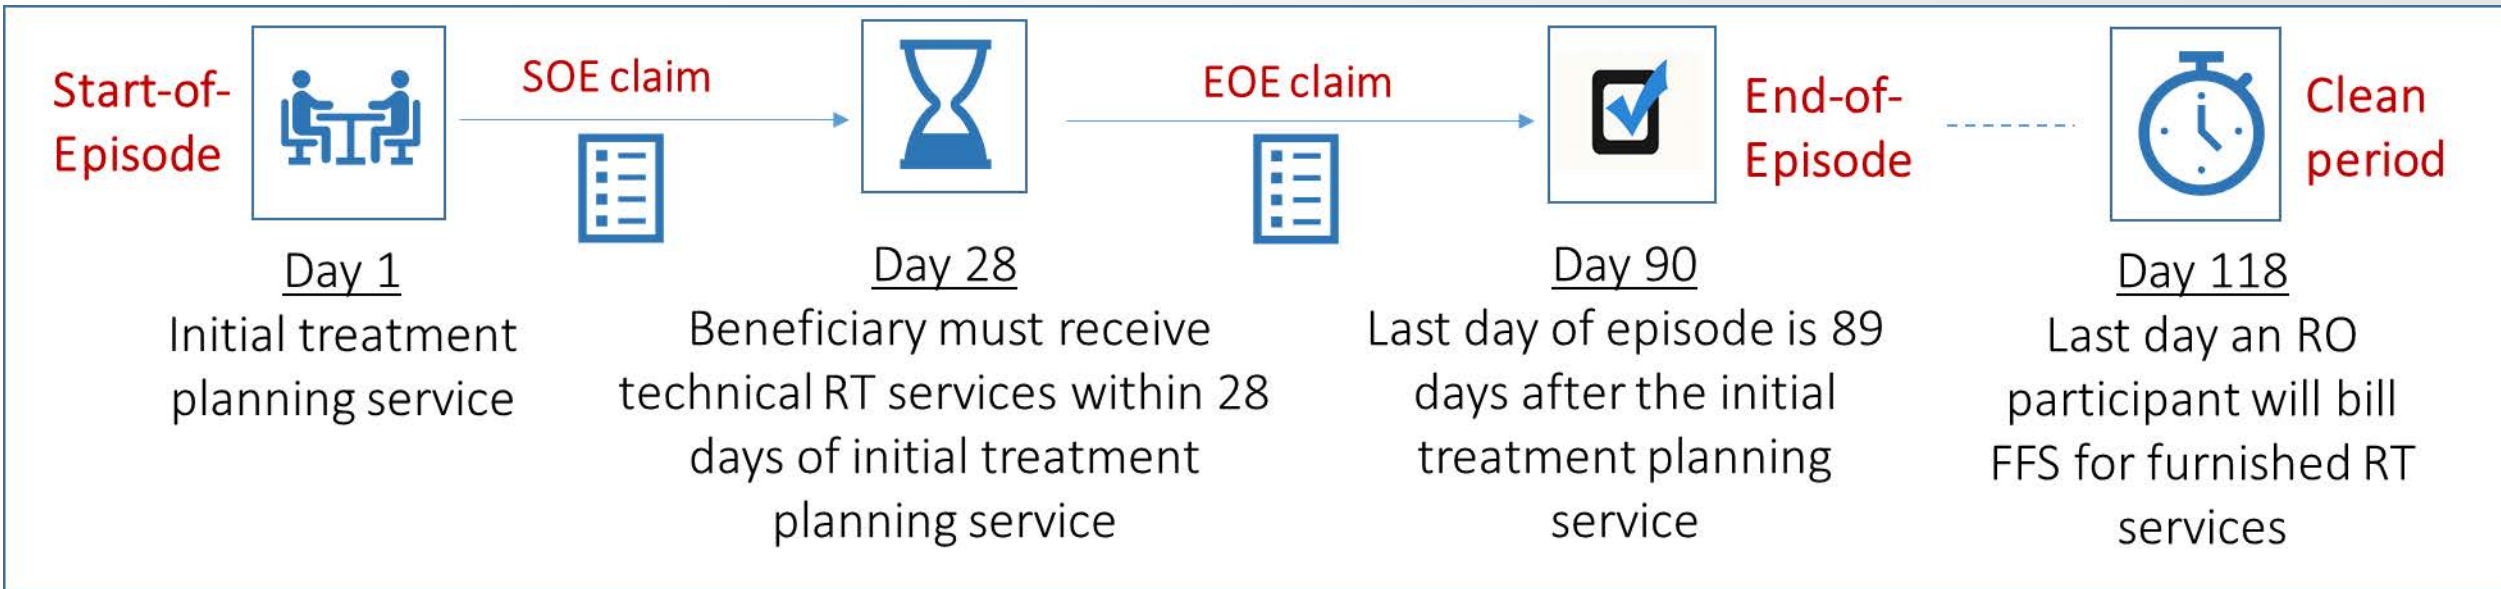 Start-of-
Episode
SOE claim
EOE claim
End-of-
Episode
Clean
period
Day 1
Initial treatment
planning service
Day 28
Beneficiary must receive
technical RT services within 28
days of initial treatment
planning service
Day 90
Last day of episode is 89
days after the initial
treatment planning
service
Day 118
Last day an RO
participant will bill
FFS for furnished RT
services